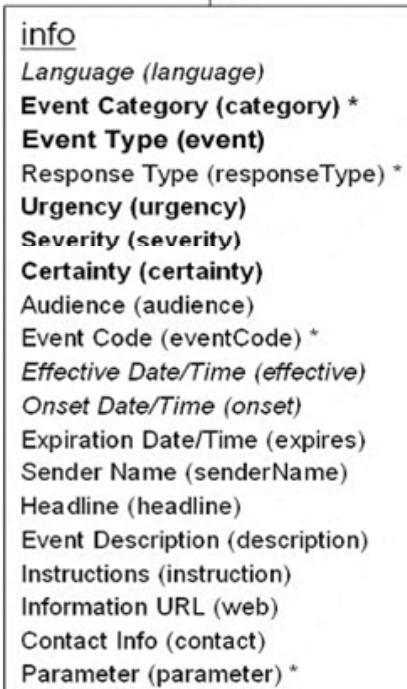 info
Language (language)
Event Category (category) *
Event Type (event)
Response Type (responseType) *
Urgency (urgency)
Severity (severity)
Certainty (certainty)
Audience (audience)
Event Code (eventCode) *
Effective Date/Time (effective)
Onset Date/Time (onset)
Expiration Date/Time (expires)
Sender Name (senderName)
Headline (headline)
Event Description (description)
Instructions (instruction)
Information URL (web)
Contact Info (contact)
Parameter (parameter) *